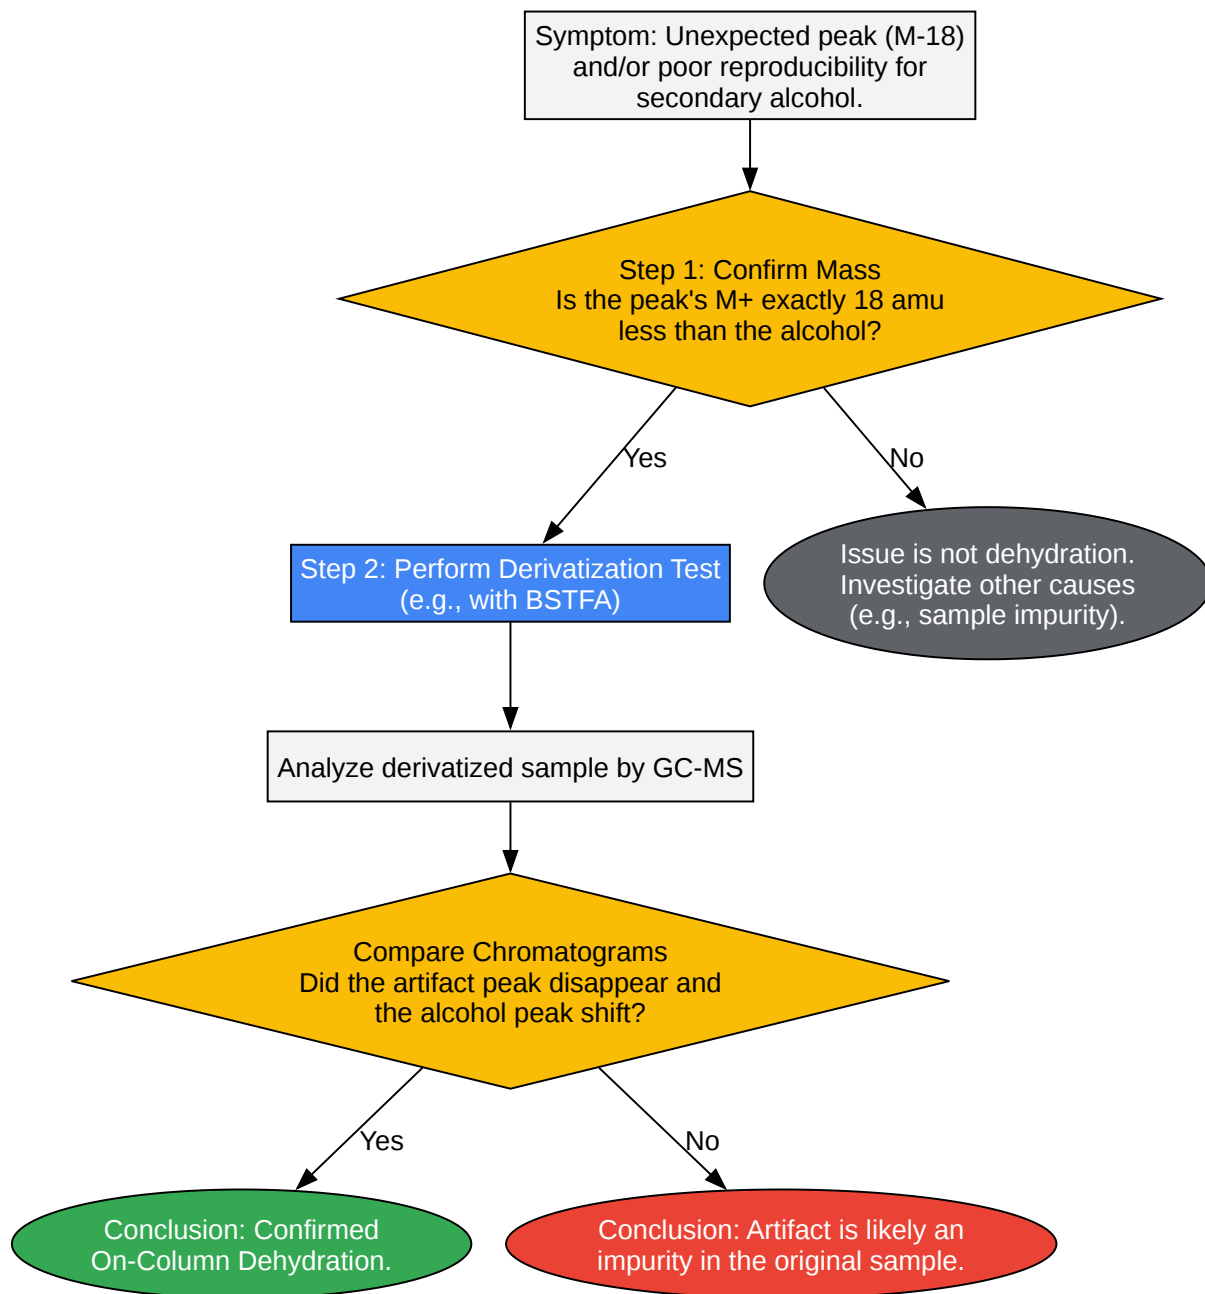 Symptom: Unexpected peak (M-18)
and/or poor reproducibility for
secondary alcohol.
Step 1: Confirm Mass
Is the peak's M+ exactly 18 amu
less than the alcohol?
Yes
No
Step 2: Perform Derivatization Test
(e.g., with BSTFA)
Issue is not dehydration.
Investigate other causes
(e.g., sample impurity).
Analyze derivatized sample by GC-MS
Compare Chromatograms
Did the artifact peak disappear and
the alcohol peak shift?
Yes
No
Conclusion: Confirmed
On-Column Dehydration.
Conclusion: Artifact is likely an
impurity in the original sample.